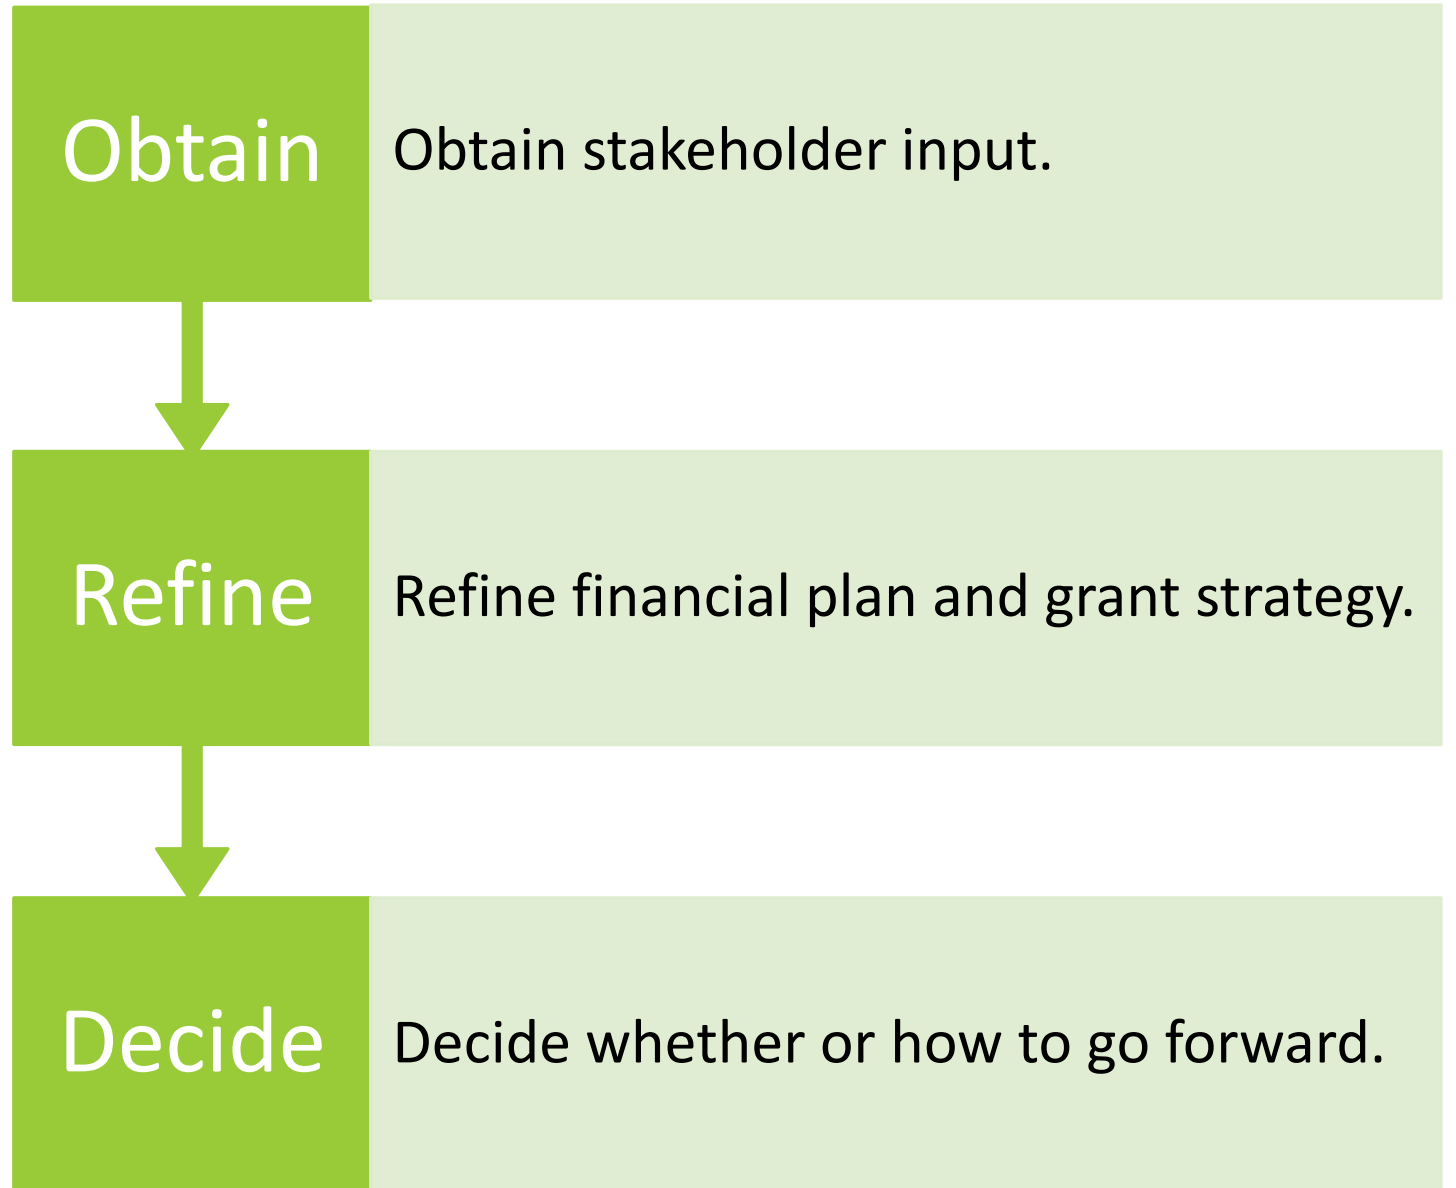 Obtain
Obtain stakeholder input.
Refine
Refine financial plan and grant strategy.
Decide
Decide whether or how to go forward.